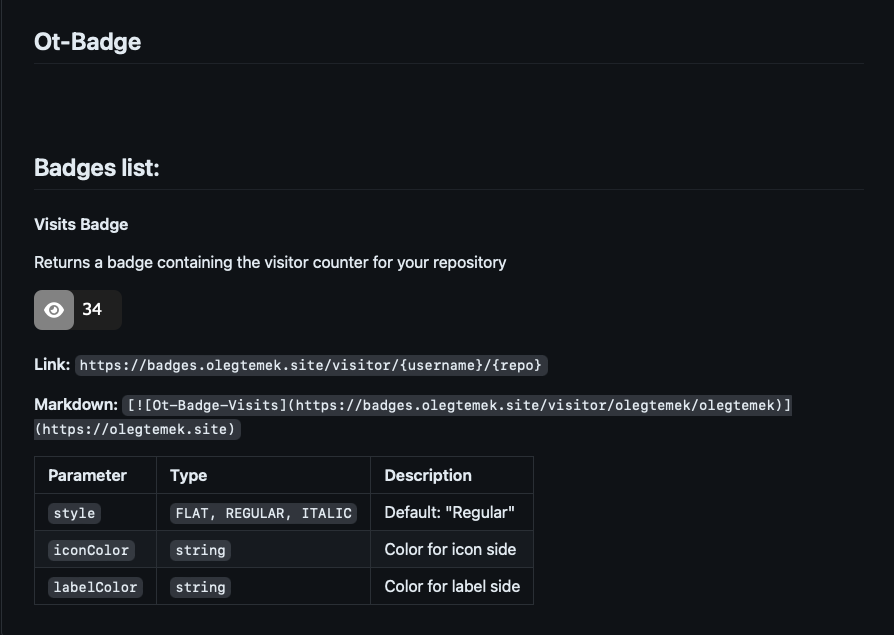 Ot-Badge
Badges list:
Visits Badge
Returns a badge containing the visitor counter for your repository
34
Link: https://badges.olegtemek.site/visitor/{username}/{repo}
Markdown: [![Ot-Badge-Visits](https://badges.olegtemek.site/visitor/olegtemek/olegtemek)]
(https://olegtemek.site)
Parameter Type Description
style FLAT, REGULAR, ITALIC Default: "Regular"
iconColor string Color for icon side
labelColor string Color for label side